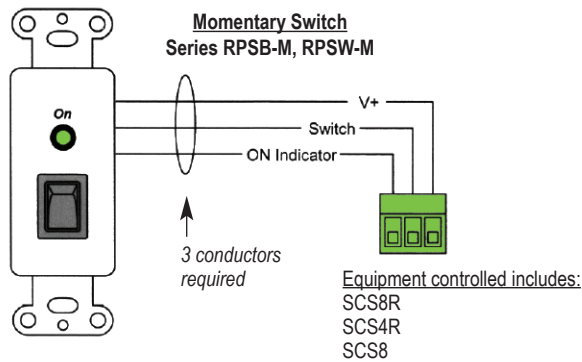 Momentary Switch
Series RPSB-M, RPSW-M
On
V+
Switch
ON Indicator
3 conductors
required
Equipment controlled includes:
SCS8R
SCS4R
SCS8